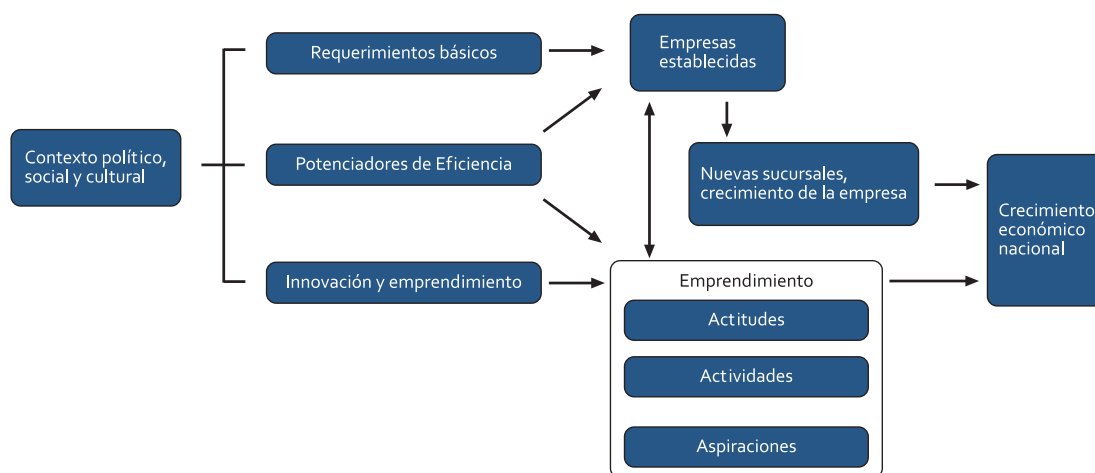 Contexto político,
social y cultural
Requerimientos básicos
Potenciadores de Eficiencia
Innovación y emprendimiento
Empresas
establecidas
Nuevas sucursales,
crecimiento de la empresa
Emprendimiento
Actitudes
Actividades
Aspiraciones
Crecimiento
económico
nacional